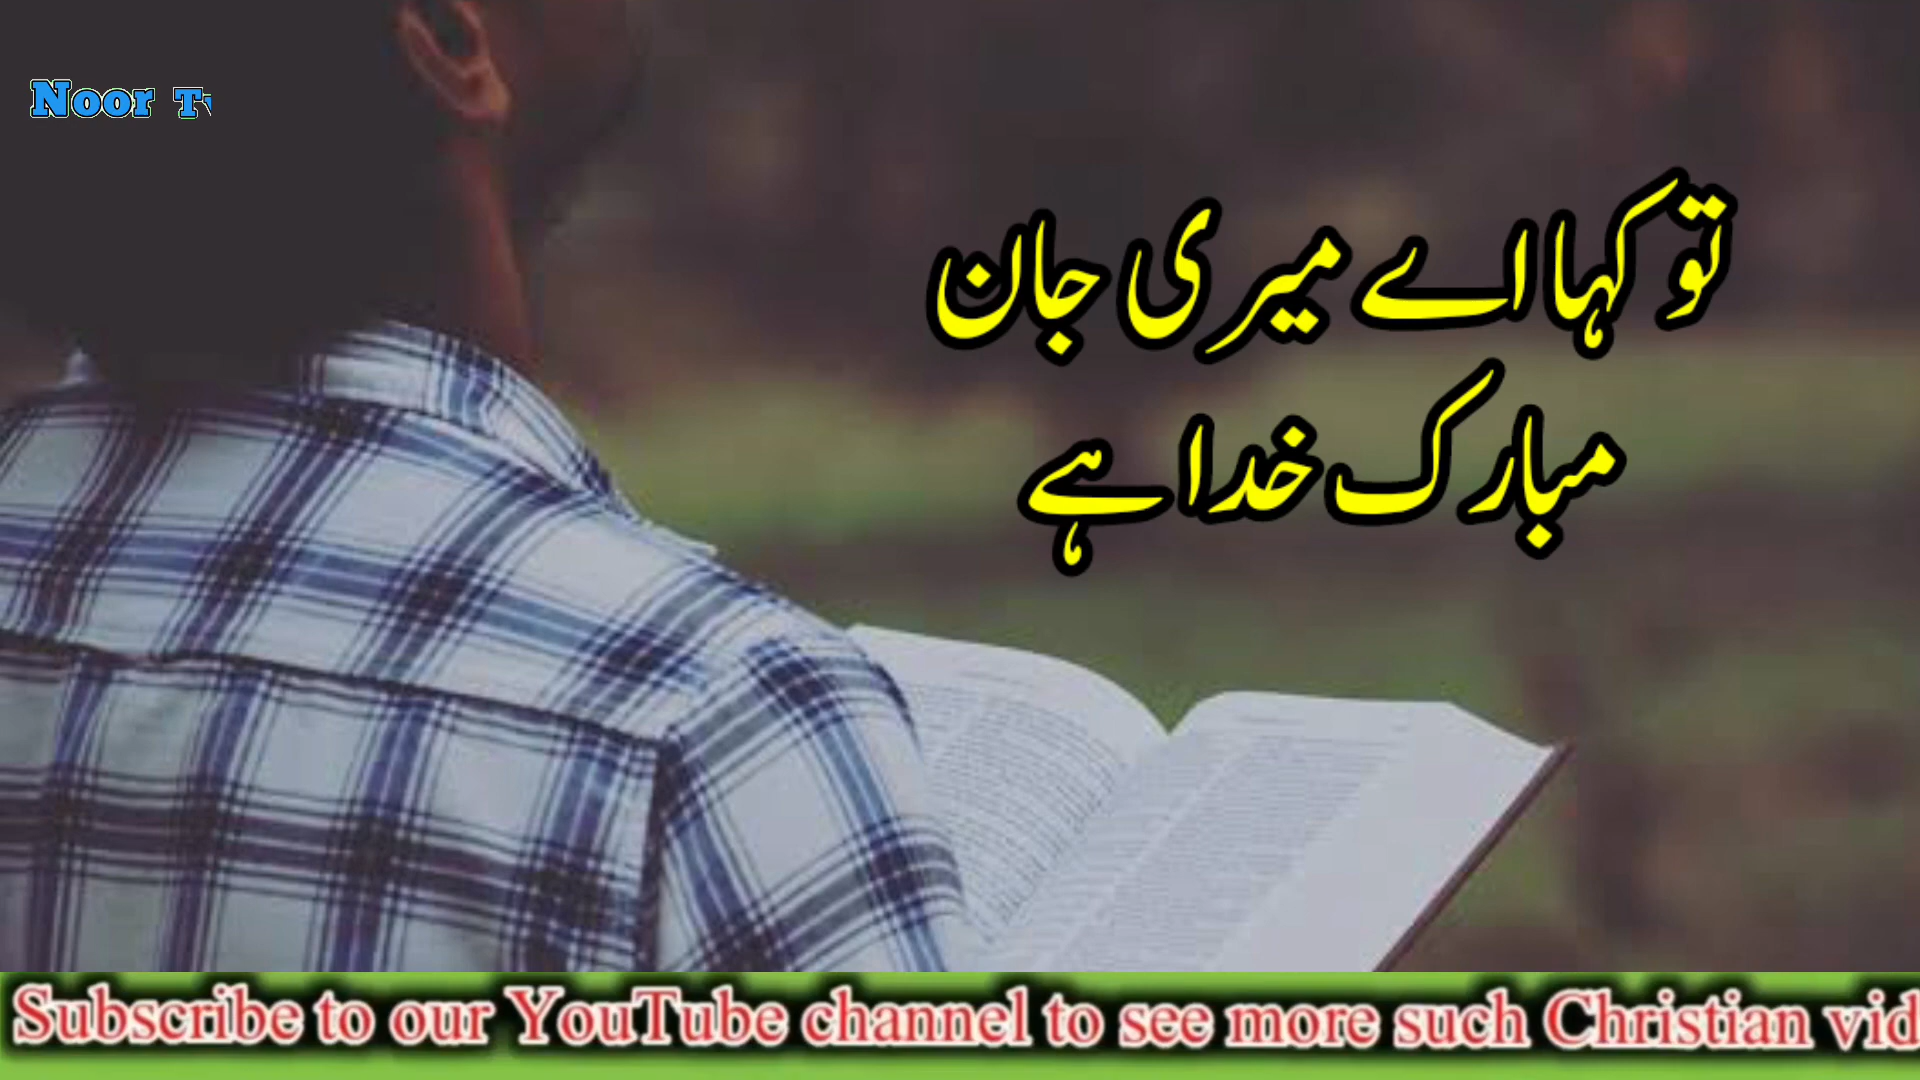 Noor Tv
تو کہا اے میری جان
مبارک خدا ہے
Subscribe to our YouTube channel to see more such Christian vid